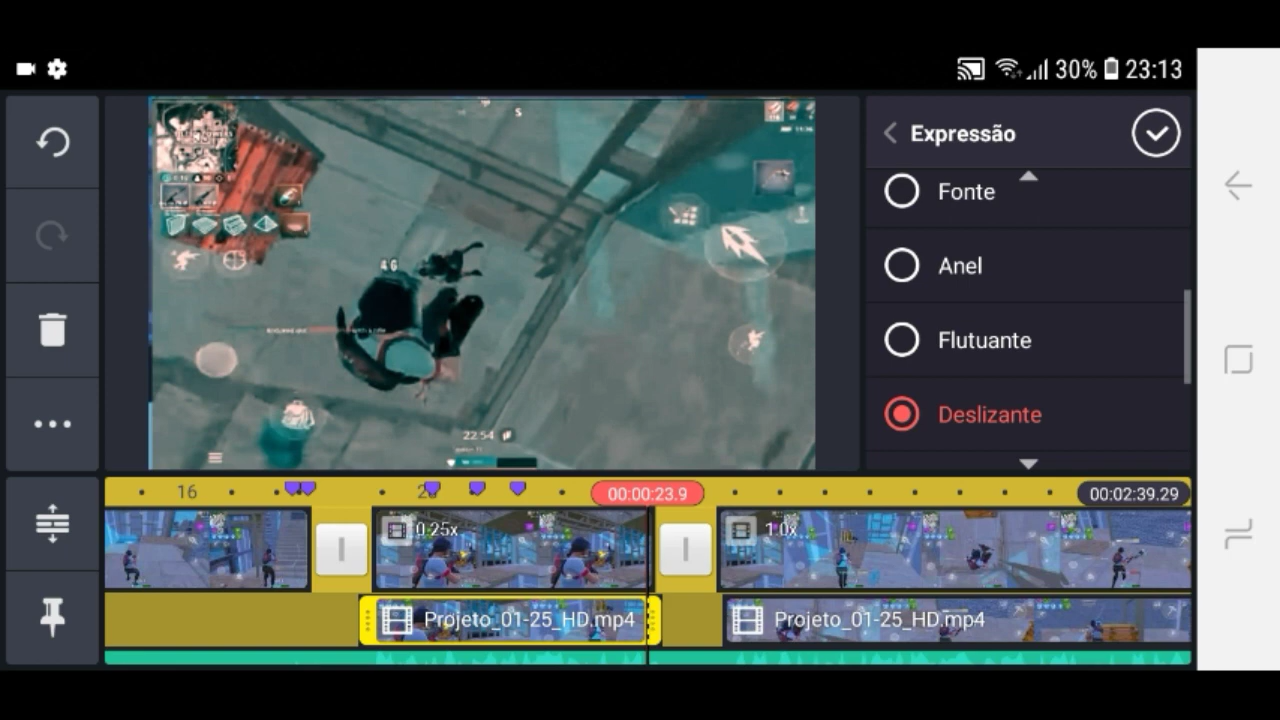 30% 23:13
Expressão
Fonte
Anel
Flutuante
Deslizante
S
46
22 54
16
00:00:23.9
00:02:39.29
0.25x
1.0x
Projeto_01-25_HD.mp4
Projeto_01-25_HD.mp4